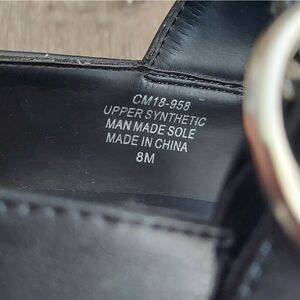 CM18-958
UPPER SYNTHETIC
MAN MADE SOLE
MADE IN CHINA
8M